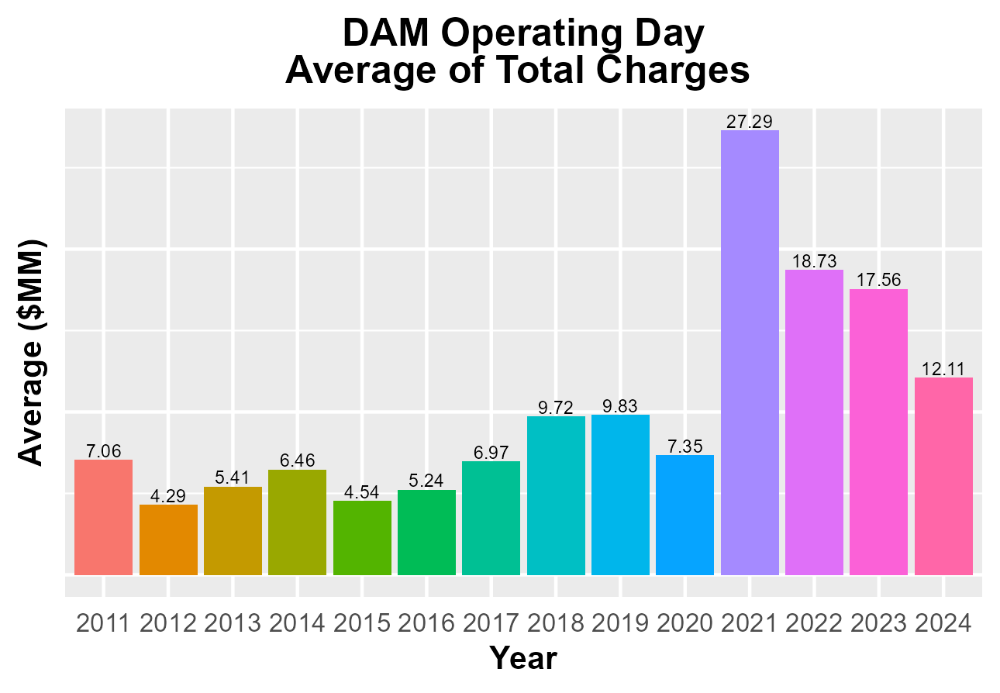 DAM Operating Day
Average of Total Charges
Average ($MM)
7.06
4.29
5.41
6.46
4.54
5.24
6.97
9.72
9.83
7.35
27.29
18.73
17.56
12.11
2011 2012 2013 2014 2015 2016 2017 2018 2019 2020 2021 2022 2023 2024
Year